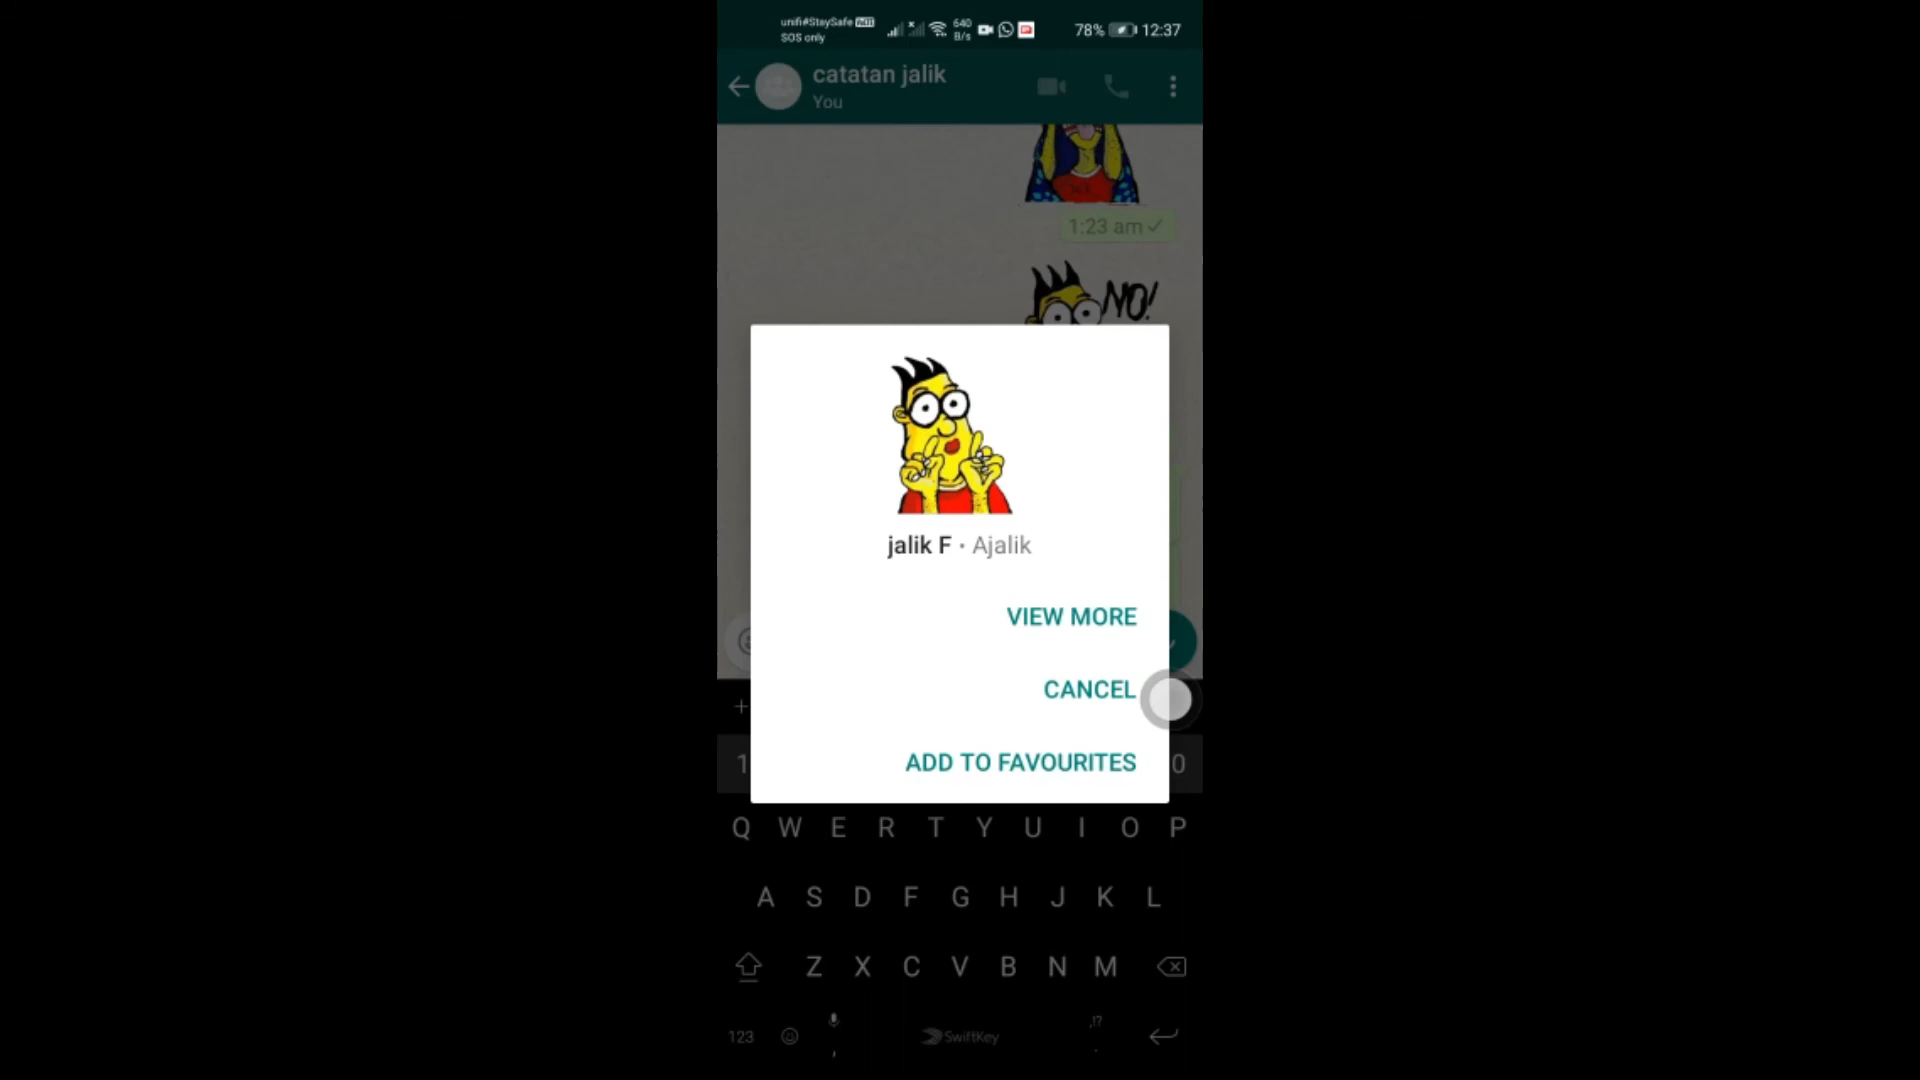 unifi#StaySafe
SOS only
640
B/s
78%
12:37
catatan jalik
You
1:23 am
NO!
jalik F • Ajalik
VIEW MORE
CANCEL
ADD TO FAVOURITES
1 0
Q W E R T Y U I O P
A S D F G H J K L
Z X C V B N M
123 , SwiftKey ,!? .